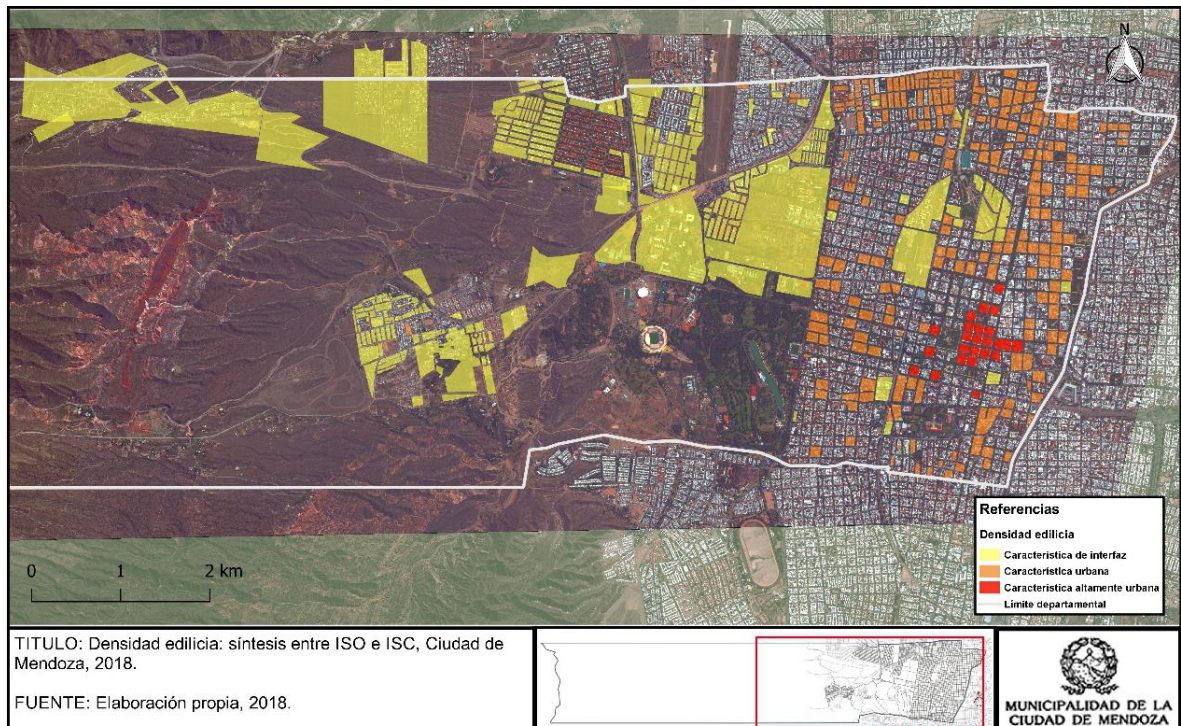 N
Referencias
Densidad edilicia
Característica de interfaz
Característica urbana
Característica altamente urbana
Límite departamental
0 1 2 km
TITULO: Densidad edilicia: síntesis entre ISO e ISC, Ciudad de
Mendoza, 2018.
FUENTE: Elaboración propia, 2018.
MUNICIPALIDAD DE LA
CIUDAD DE MENDOZA